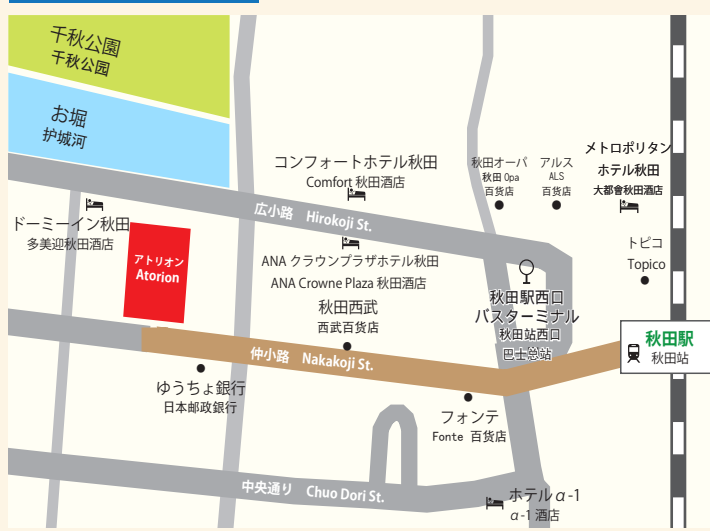 千秋公園
千秋公园
お堀
护城河
コンフォートホテル秋田
Comfort 秋田酒店
秋田オーパ
秋田 Opa
百货店
アルス
ALS
百货店
メトロポリタン
ホテル秋田
大都會秋田酒店
広小路 Hirokoji St.
ドーミーイン秋田
多美迎秋田酒店
アトリオン
Atorion
ANA クラウンプラザホテル秋田
ANA Crowne Plaza 秋田酒店
トピコ
Topico
秋田西武
西武百货店
秋田駅西口
バスターミナル
秋田站西口
巴士总站
秋田駅
秋田站
仲小路 Nakakoji St.
ゆうちょ銀行
日本邮政銀行
フォンテ
Fonte 百货店
中央通り Chuo Dori St.
ホテルα-1
α-1 酒店